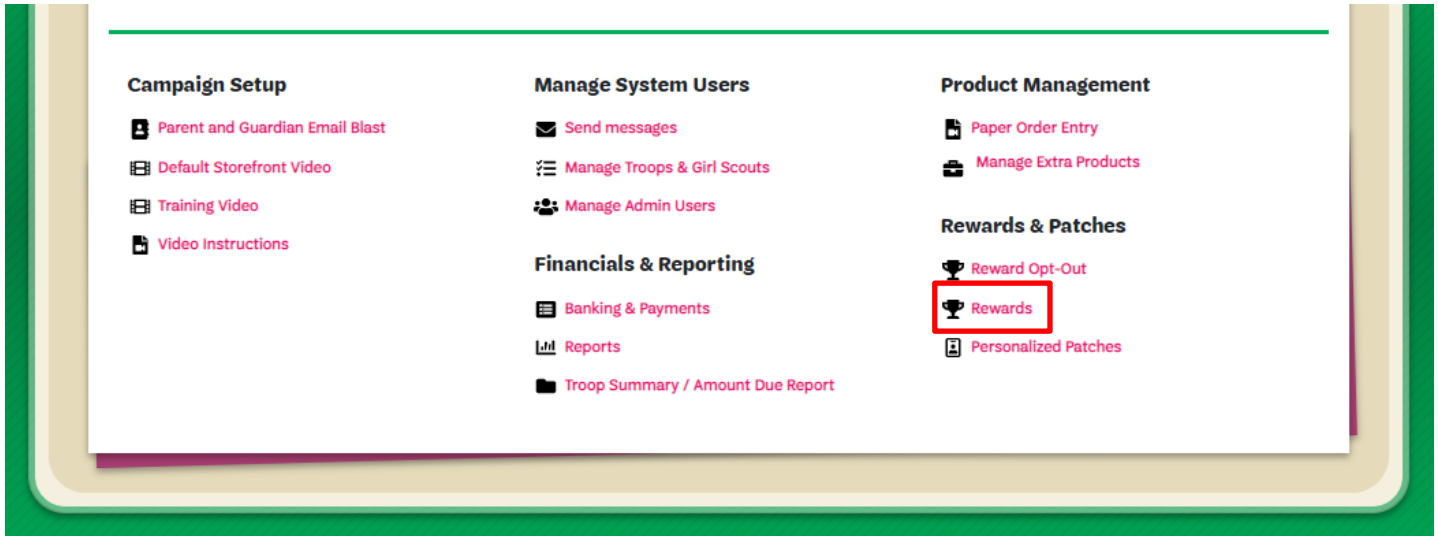 Campaign Setup
Parent and Guardian Email Blast
Default Storefront Video
Training Video
Video Instructions
Manage System Users
Send messages
Manage Troops & Girl Scouts
Manage Admin Users
Financials & Reporting
Banking & Payments
Reports
Troop Summary / Amount Due Report
Product Management
Paper Order Entry
Manage Extra Products
Rewards & Patches
Reward Opt-Out
Rewards
Personalized Patches